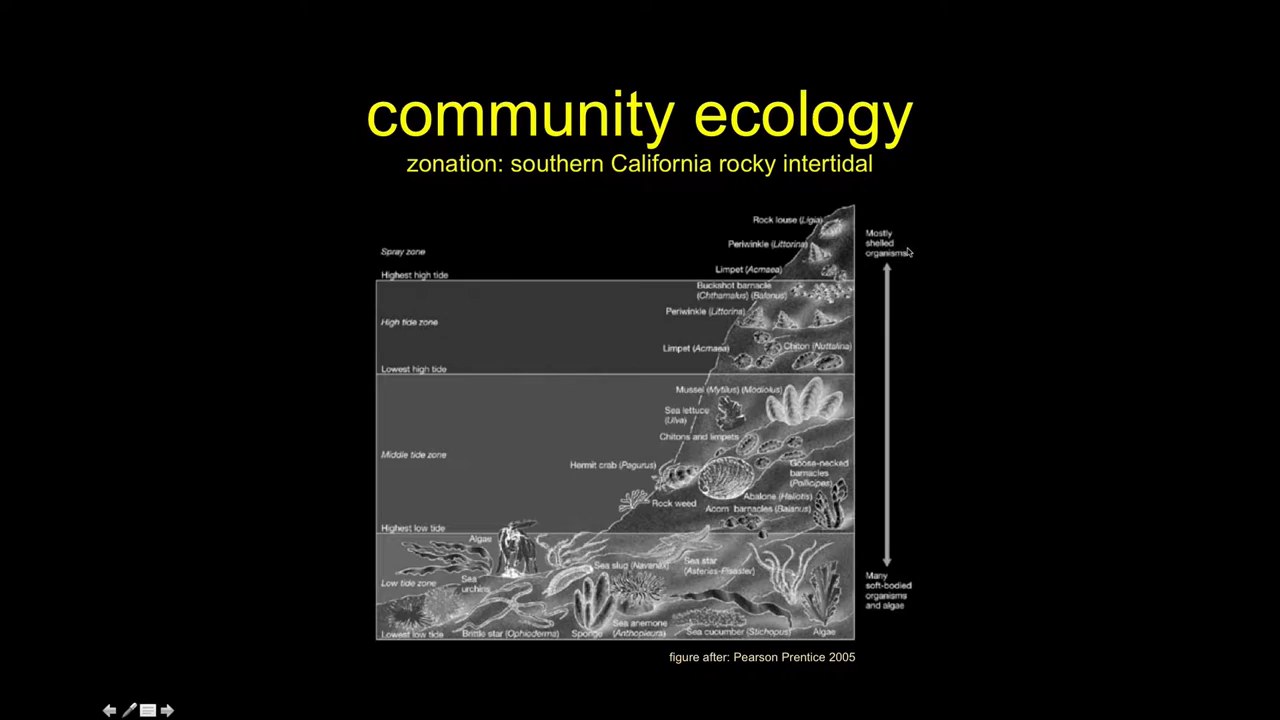 community ecology
zonation: southern California rocky intertidal
Rock louse (Ligia)
Mostly
shelled
organisms
Periwinkle (Littorina)
Spray zone
Limpet (Acmaea)
Highest high tide
Buckshot barnacle
(Chthamalus) (Balanus)
Periwinkle (Littorina)
High tide zone
Limpet (Acmaea)
Chiton (Nuttalina)
Lowest high tide
Mussel (Mytilus) (Modiolus)
Sea lettuce
(Ulva)
Chitons and limpets
Middle tide zone
Hermit crab (Pagurus)
Goose-necked
barnacles
(Pollicipes)
Abalone (Haliotis)
Rock weed
Acorn barnacles (Balanus)
Highest low tide
Algae
Sea slug (Navanax)
Sea star
(Asteries-Pisaster)
Many
soft-bodied
organisms
and algae
Low tide zone
Sea
urchins
Sea anemone
(Anthopleura)
Lowest low tide
Brittle star (Ophioderma)
Sponge
Sea cucumber (Stichopus)
Algae
figure after: Pearson Prentice 2005